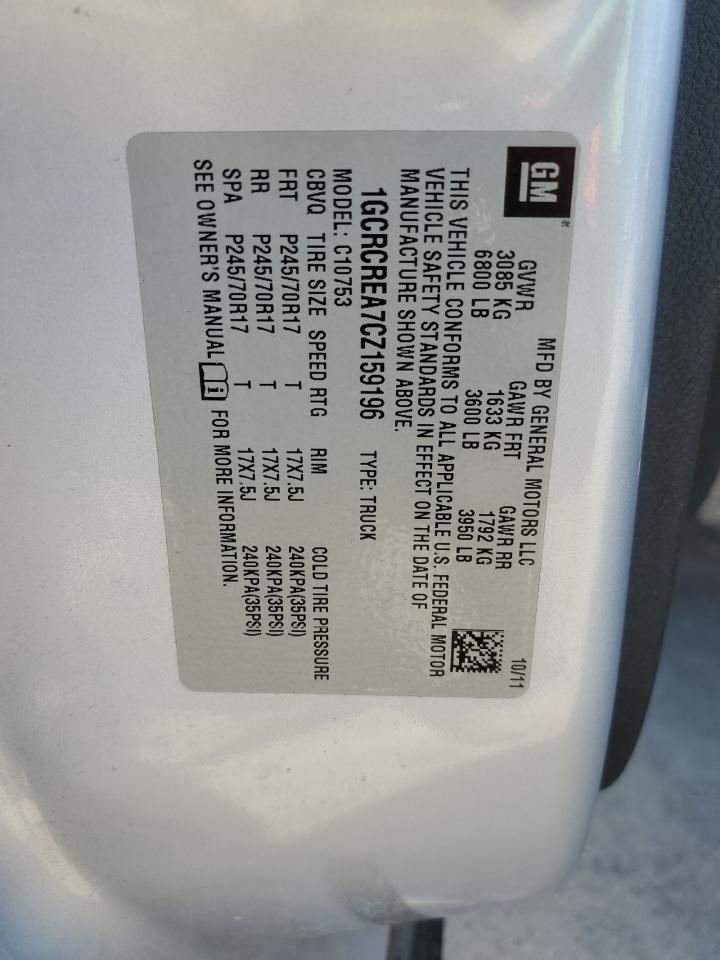 GM®
MFD BY GENERAL MOTORS LLC 10/11
GVWR GAWR FRT GAWR RR
3085 KG 1633 KG 1792 KG
6800 LB 3600 LB 3950 LB
THIS VEHICLE CONFORMS TO ALL APPLICABLE U.S. FEDERAL MOTOR
VEHICLE SAFETY STANDARDS IN EFFECT ON THE DATE OF
MANUFACTURE SHOWN ABOVE.
1GCRCREA7CZ159196 TYPE: TRUCK
MODEL: C10753
CBVQ TIRE SIZE SPEED RTG RIM COLD TIRE PRESSURE
FRT P245/70R17 T 17X7.5J 240KPA(35PSI)
RR P245/70R17 T 17X7.5J 240KPA(35PSI)
SPA P245/70R17 T 17X7.5J 240KPA(35PSI)
SEE OWNER'S MANUAL i FOR MORE INFORMATION.